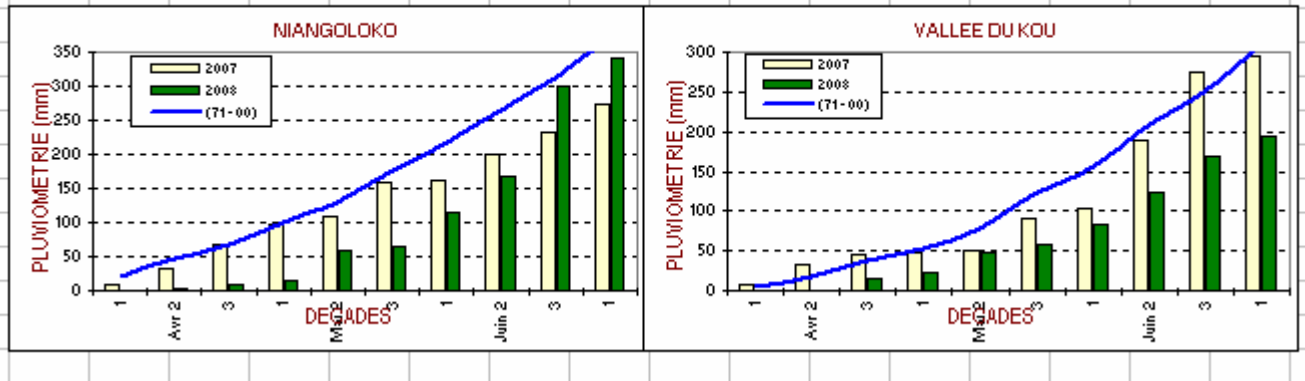 NIANGOLOKO
PLUVIOMETRIE (mm)
350
300
250
200
150
100
50
0
2007
2008
(71-00)
1
Avr 2
3
1
Mai 2
3
1
Juin 2
3
1
DECADES
VALLEE DU KOU
PLUVIOMETRIE (mm)
300
250
200
150
100
50
0
2007
2008
(71-00)
1
Avr 2
3
1
Mai 2
3
1
Juin 2
3
1
DECADES